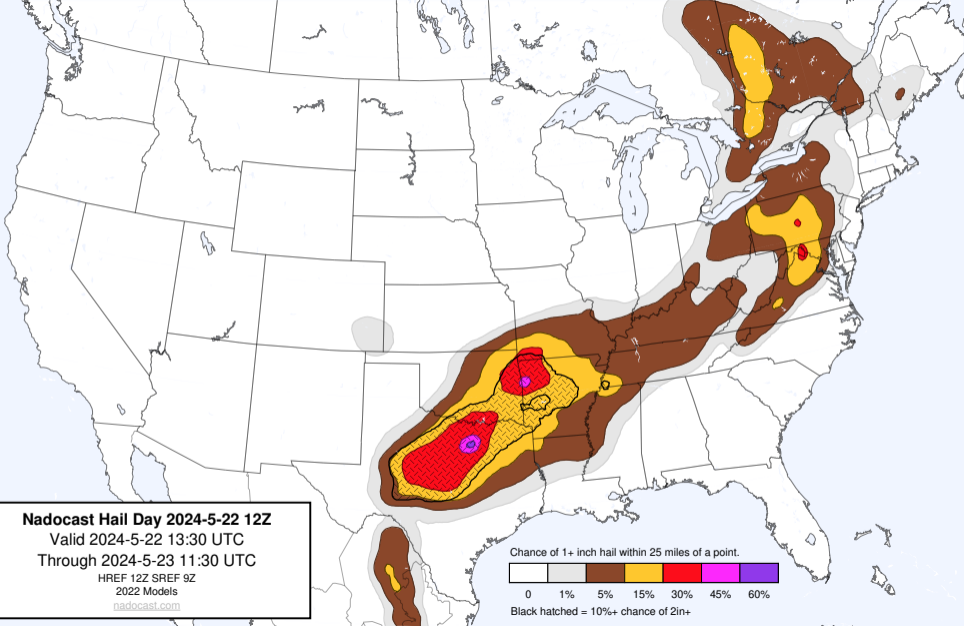 Nadocast Hail Day 2024-5-22 12Z
Valid 2024-5-22 13:30 UTC
Through 2024-5-23 11:30 UTC
HREF 12Z SREF 9Z
2022 Models
nadocast.com
Chance of 1+ inch hail within 25 miles of a point.
0 1% 5% 15% 30% 45% 60%
Black hatched = 10%+ chance of 2in+